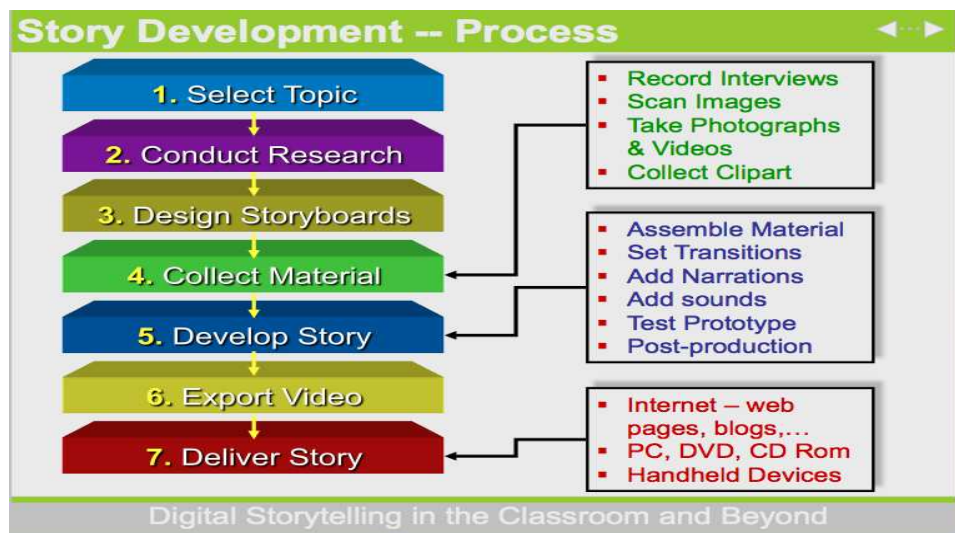 Story Development -- Process
1. Select Topic
2. Conduct Research
3. Design Storyboards
4. Collect Material
5. Develop Story
6. Export Video
7. Deliver Story
▪ Record Interviews
▪ Scan Images
▪ Take Photographs
& Videos
▪ Collect Clipart
▪ Assemble Material
▪ Set Transitions
▪ Add Narrations
▪ Add sounds
▪ Test Prototype
▪ Post-production
▪ Internet – web
pages, blogs,...
▪ PC, DVD, CD Rom
▪ Handheld Devices
Digital Storytelling in the Classroom and Beyond